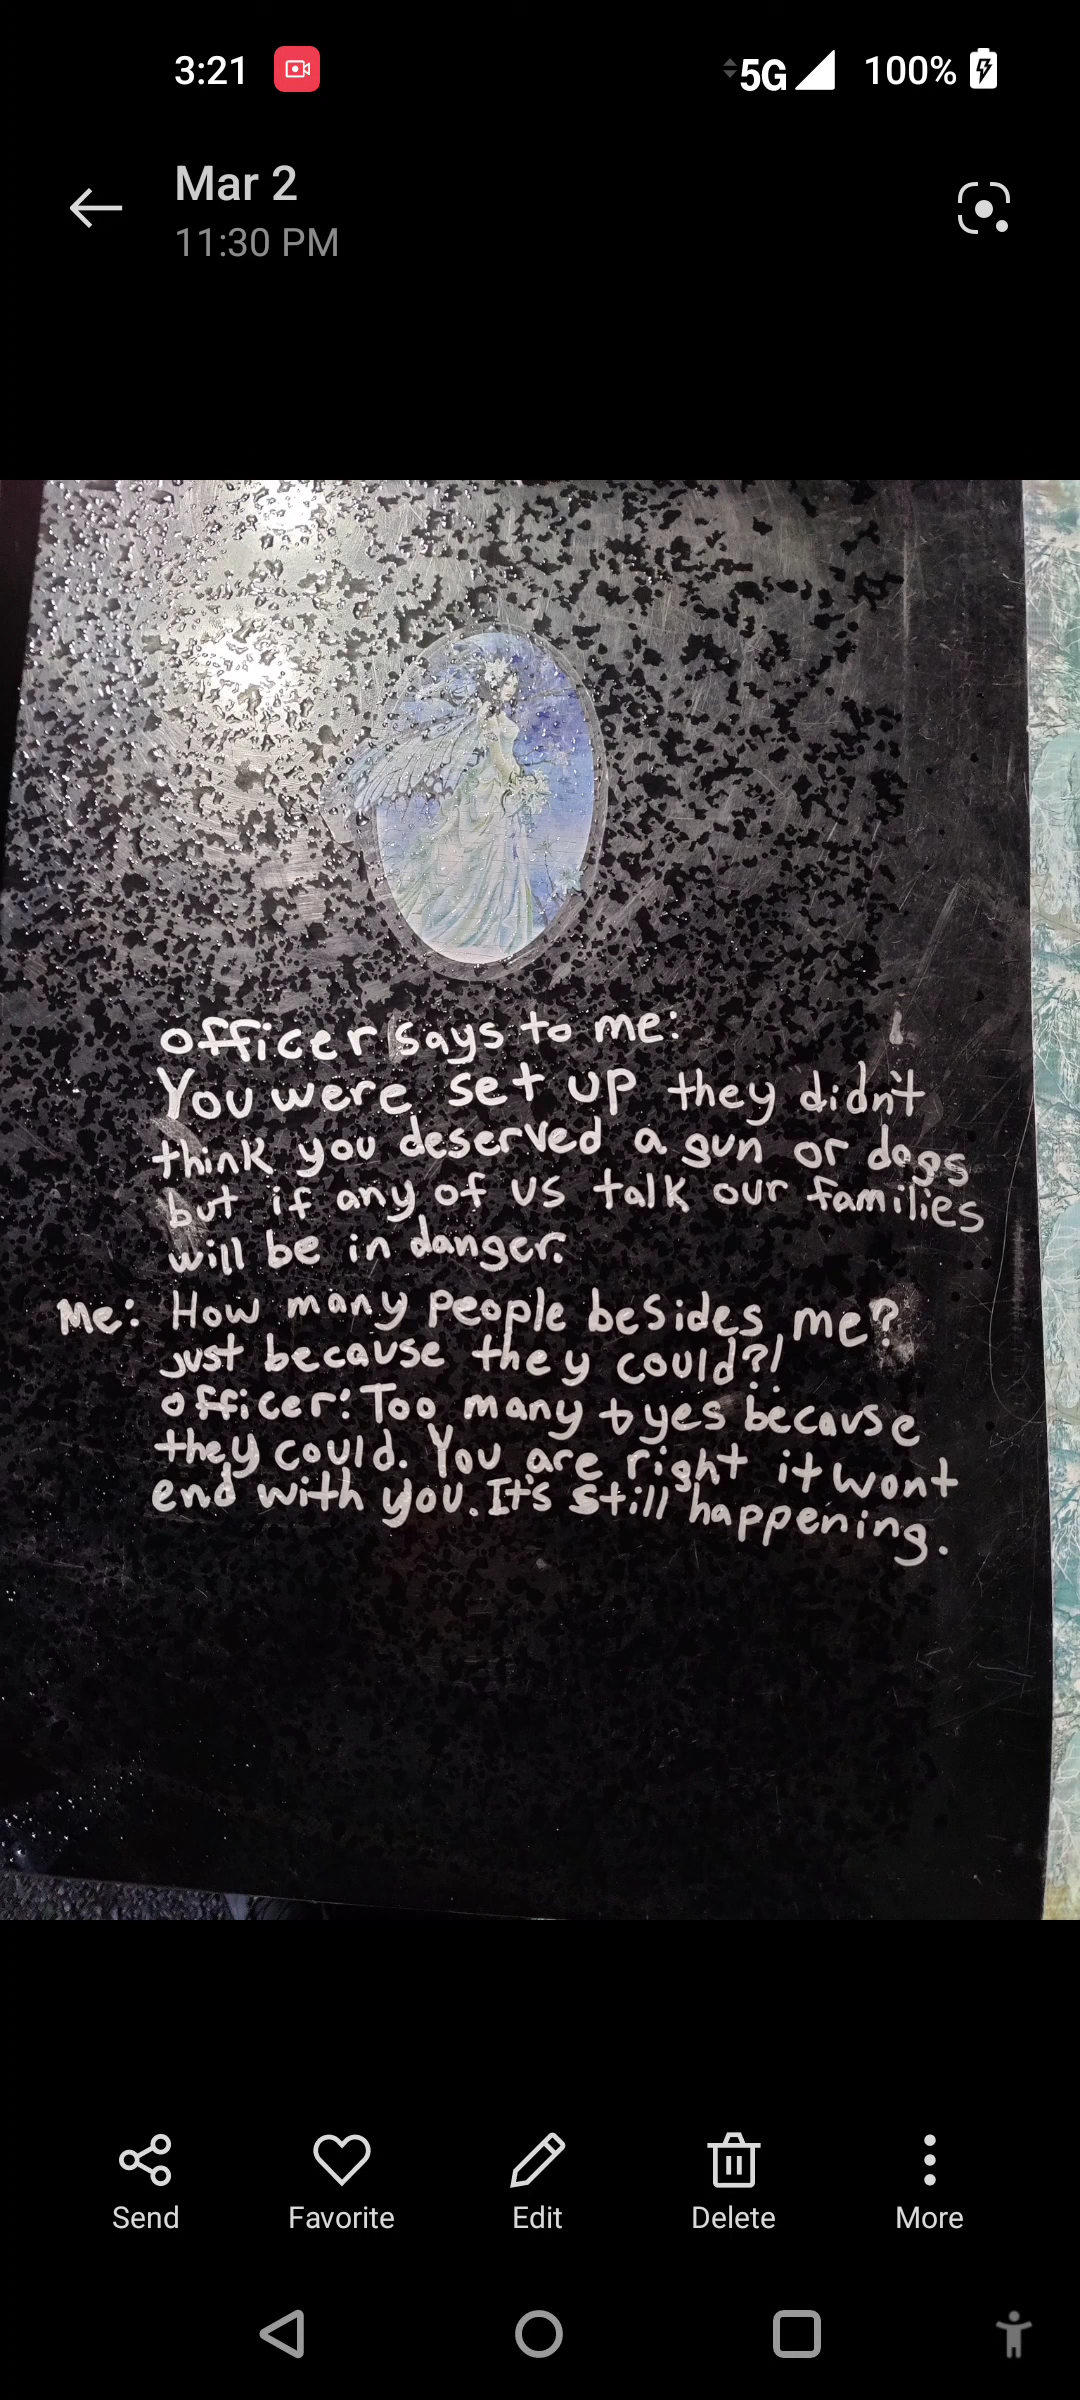 3:21
5G
100%
Mar 2
11:30 PM
officer says to me:
You were set up they didn't
think you deserved a gun or dogs
but if any of us talk our families
will be in danger.
Me: How many people besides me?
just because they could?!
officer: Too many + yes because
they could. You are right it wont
end with you. It's still happening.
Send
Favorite
Edit
Delete
More